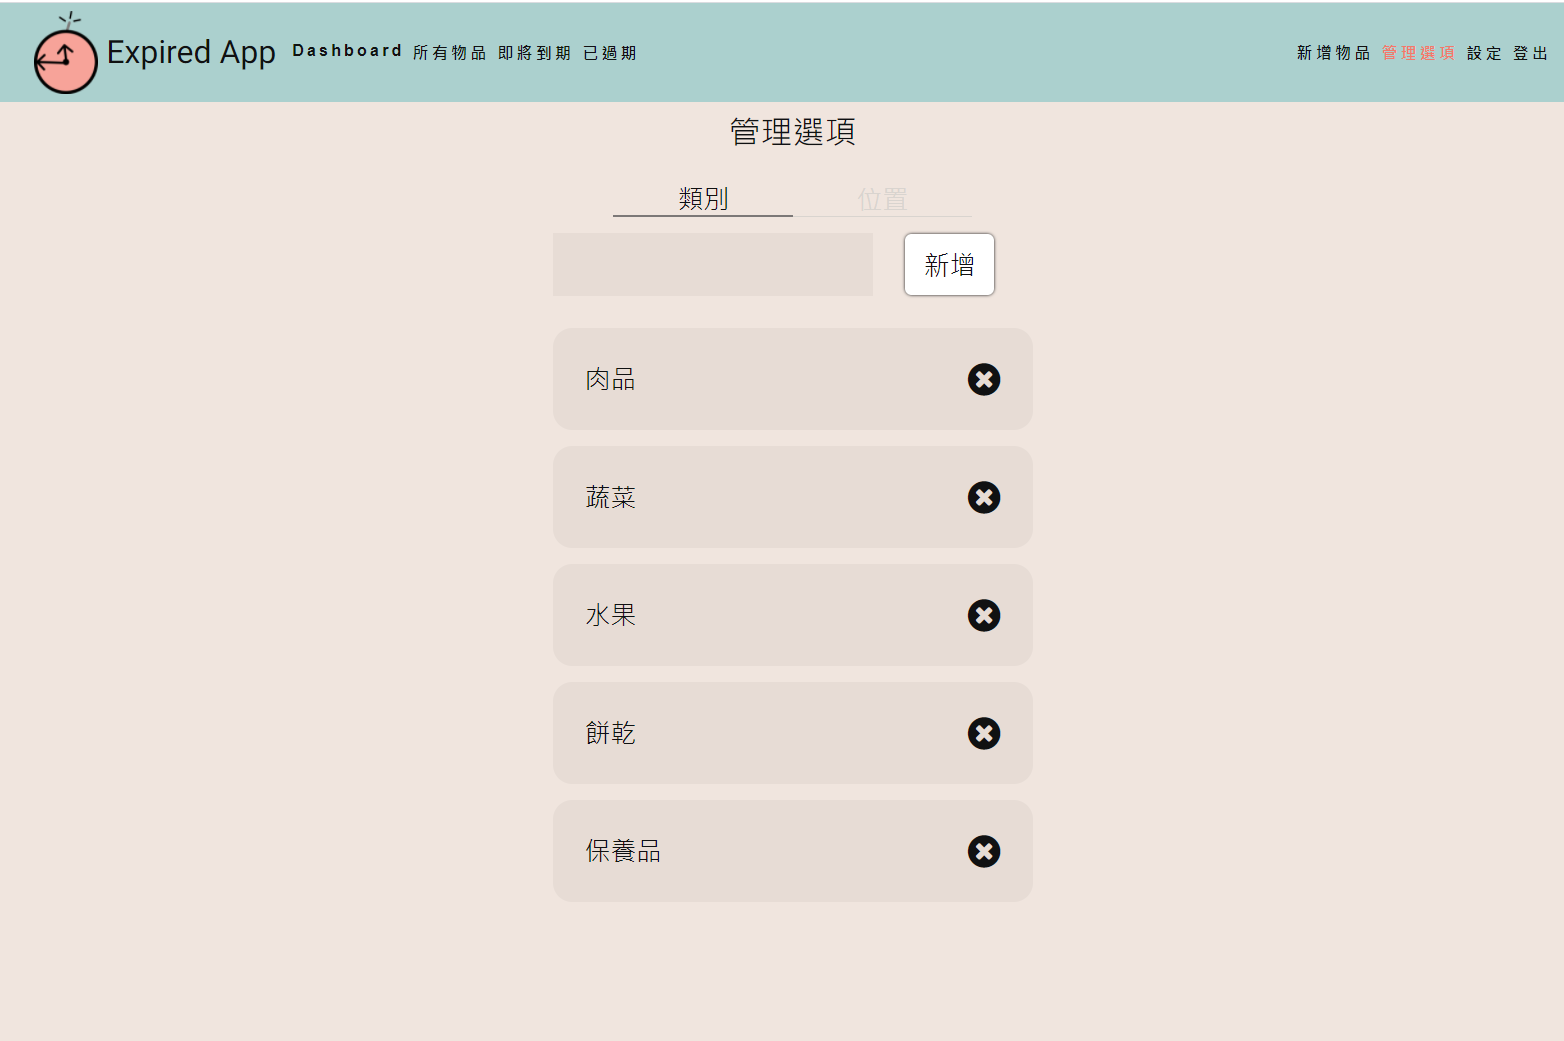 Expired App Dashboard 所有物品 即將到期 已過期 新增物品 管理選項 設定 登出
管理選項
類別 位置
新增
肉品
蔬菜
水果
餅乾
保養品